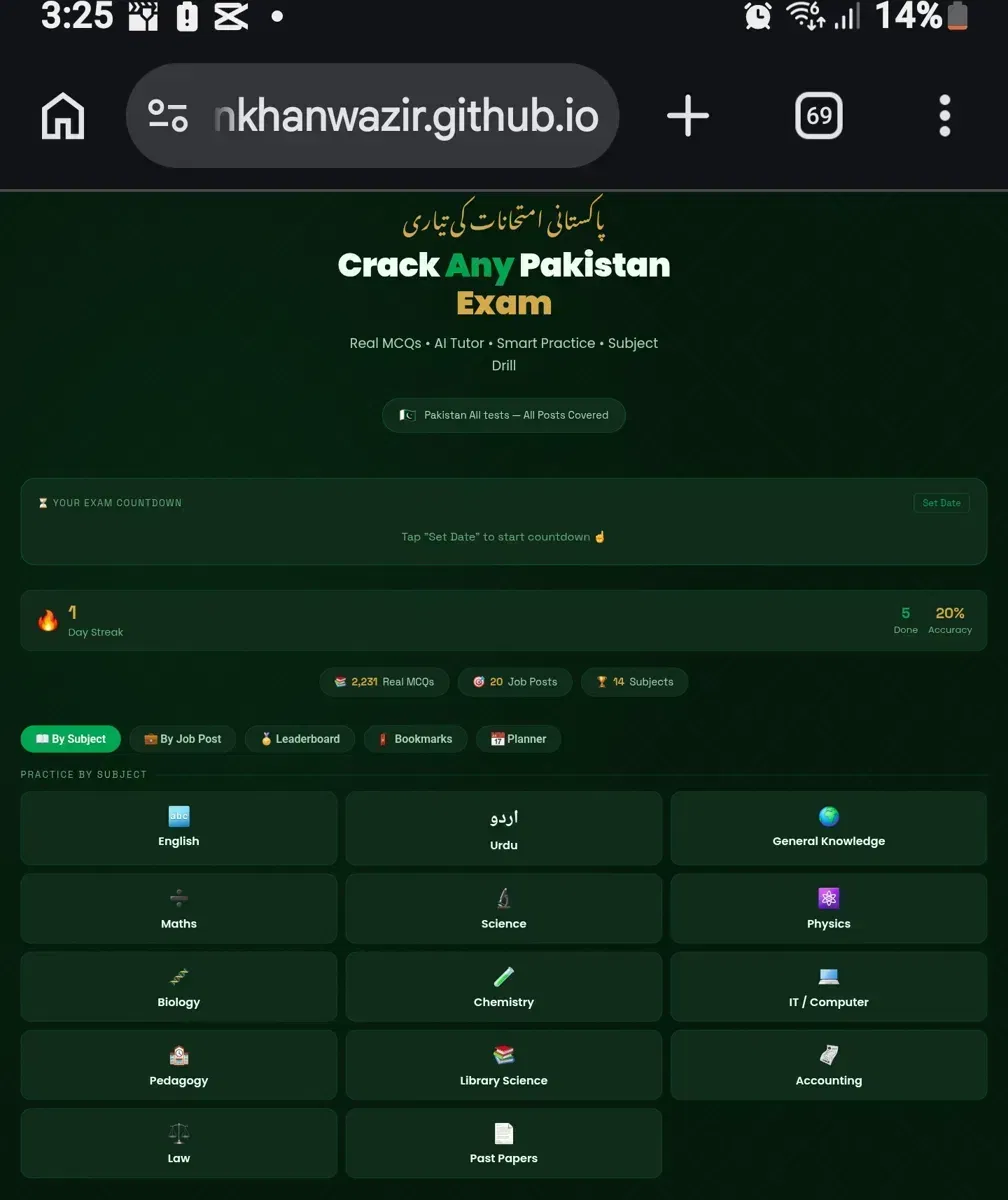 3:25
14%
nkhanwazir.github.io
69
پاکستانی امتحانات کی تیاری
Crack Any Pakistan
Exam
Real MCQs • AI Tutor • Smart Practice • Subject
Drill
🇵🇰 Pakistan All tests — All Posts Covered
⏳ YOUR EXAM COUNTDOWN
Set Date
Tap "Set Date" to start countdown ☝️
🔥 1
Day Streak
5
Done
20%
Accuracy
📚 2,231 Real MCQs
🎯 20 Job Posts
🏆 14 Subjects
📖 By Subject
💼 By Job Post
🏅 Leaderboard
🔖 Bookmarks
📅 Planner
PRACTICE BY SUBJECT
English
اردو
Urdu
General Knowledge
Maths
Science
Physics
Biology
Chemistry
IT / Computer
Pedagogy
Library Science
Accounting
Law
Past Papers